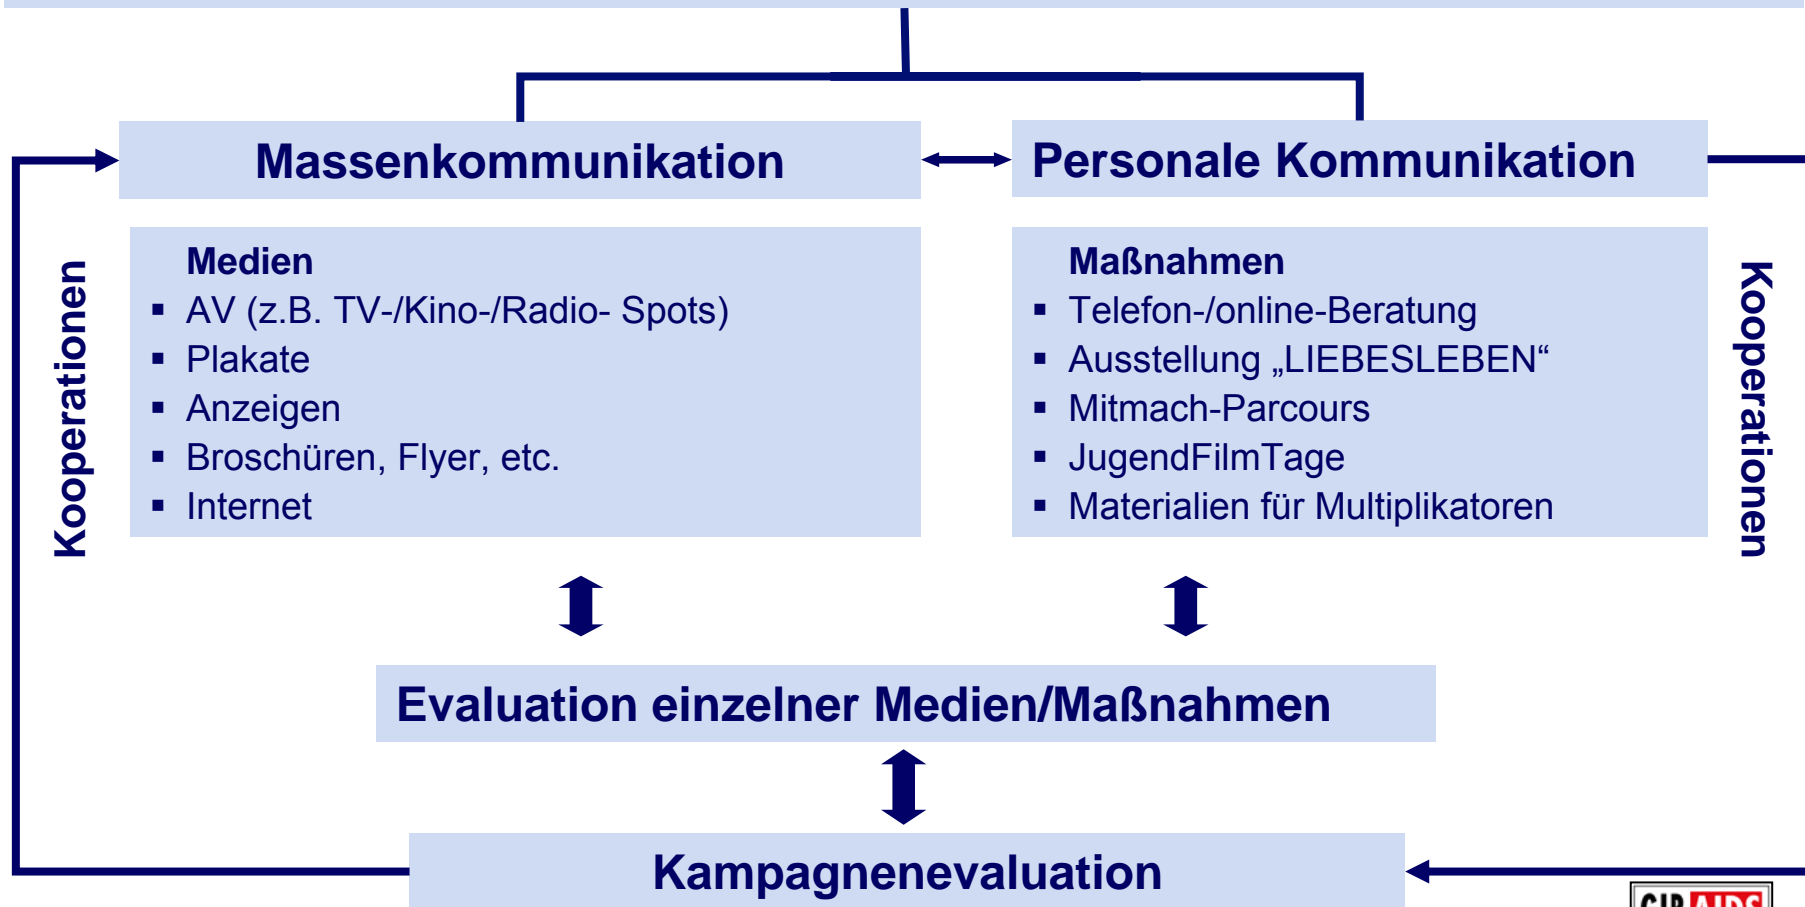 Massenkommunikation
Personale Kommunikation
Kooperationen
Medien
▪ AV (z.B. TV-/Kino-/Radio- Spots)
▪ Plakate
▪ Anzeigen
▪ Broschüren, Flyer, etc.
▪ Internet
Maßnahmen
▪ Telefon-/online-Beratung
▪ Ausstellung „LIEBESLEBEN“
▪ Mitmach-Parcours
▪ JugendFilmTage
▪ Materialien für Multiplikatoren
Kooperationen
Evaluation einzelner Medien/Maßnahmen
Kampagnenevaluation
AIDS